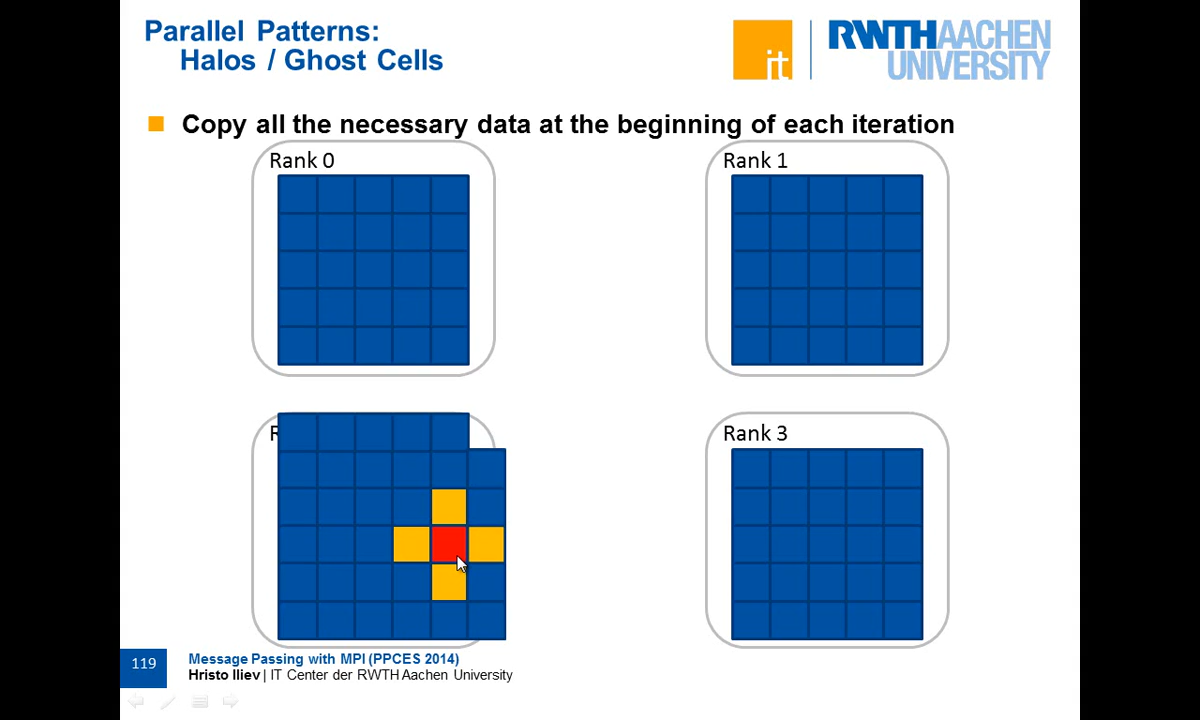 Parallel Patterns:
Halos / Ghost Cells
it
RWTHAACHEN
UNIVERSITY
Copy all the necessary data at the beginning of each iteration
Rank 0
Rank 1
Rank 3
119
Message Passing with MPI (PPCES 2014)
Hristo Iliev | IT Center der RWTH Aachen University